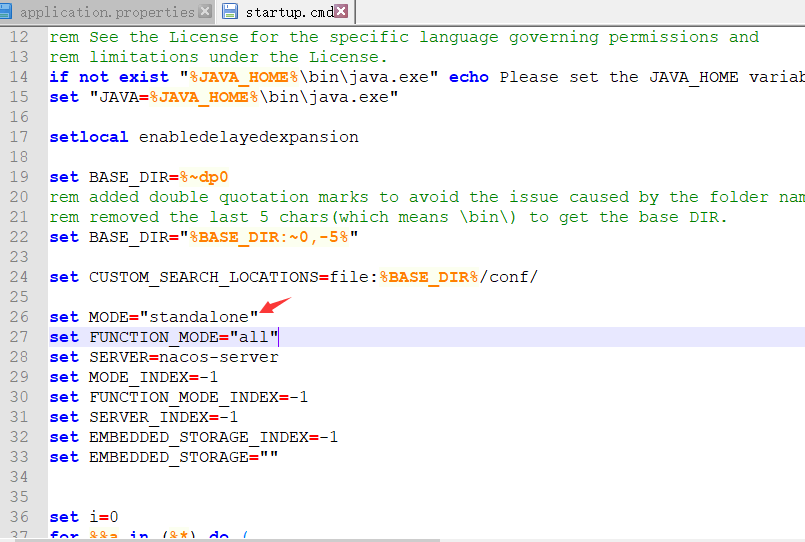 application.properties startup.cmd
12 rem See the License for the specific language governing permissions and
13 rem limitations under the License.
14 if not exist "%JAVA_HOME%\bin\java.exe" echo Please set the JAVA_HOME variab
15 set "JAVA=%JAVA_HOME%\bin\java.exe"
16
17 setlocal enabledelayedexpansion
18
19 set BASE_DIR=%~dp0
20 rem added double quotation marks to avoid the issue caused by the folder nam
21 rem removed the last 5 chars(which means \bin\) to get the base DIR.
22 set BASE_DIR="%BASE_DIR:~0,-5%"
23
24 set CUSTOM_SEARCH_LOCATIONS=file:%BASE_DIR%/conf/
25
26 set MODE="standalone"
27 set FUNCTION_MODE="all"
28 set SERVER=nacos-server
29 set MODE_INDEX=-1
30 set FUNCTION_MODE_INDEX=-1
31 set SERVER_INDEX=-1
32 set EMBEDDED_STORAGE_INDEX=-1
33 set EMBEDDED_STORAGE=""
34
35
36 set i=0
37 for %%a in (%*) do (